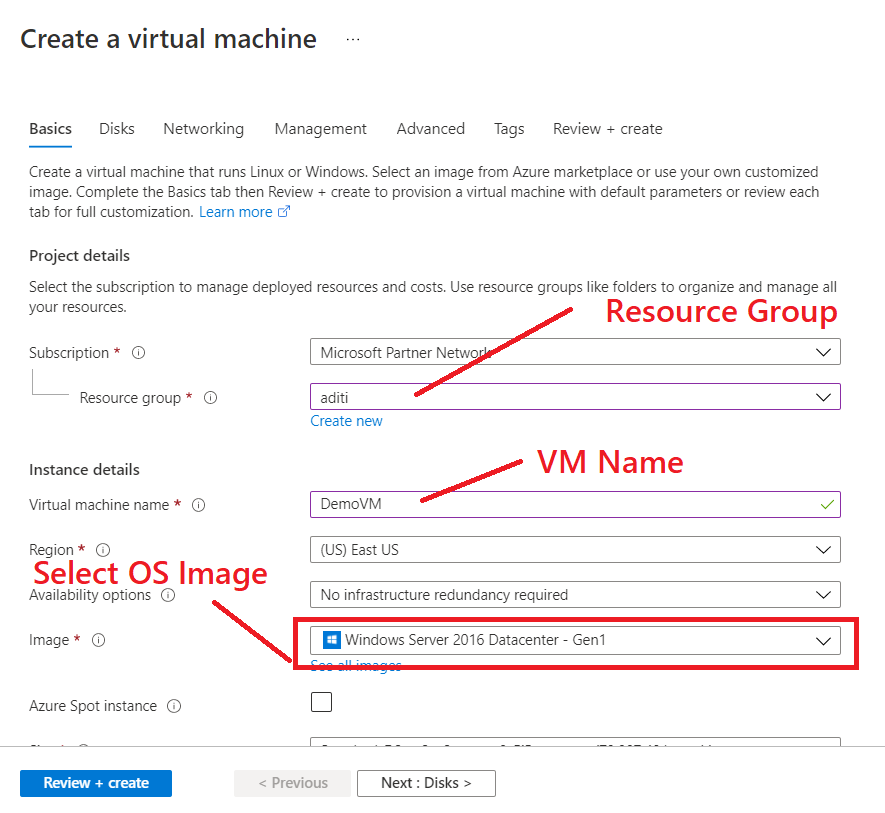 Create a virtual machine ...
Basics Disks Networking Management Advanced Tags Review + create
Create a virtual machine that runs Linux or Windows. Select an image from Azure marketplace or use your own customized
image. Complete the Basics tab then Review + create to provision a virtual machine with default parameters or review each
tab for full customization. Learn more
Project details
Select the subscription to manage deployed resources and costs. Use resource groups like folders to organize and manage all
your resources.
Resource Group
Subscription * Microsoft Partner Network
Resource group * aditi
Create new
VM Name
Instance details
Virtual machine name * DemoVM
Region * (US) East US
Select OS Image
Availability options No infrastructure redundancy required
Image * Windows Server 2016 Datacenter - Gen1
See all images
Azure Spot instance
Review + create < Previous Next : Disks >